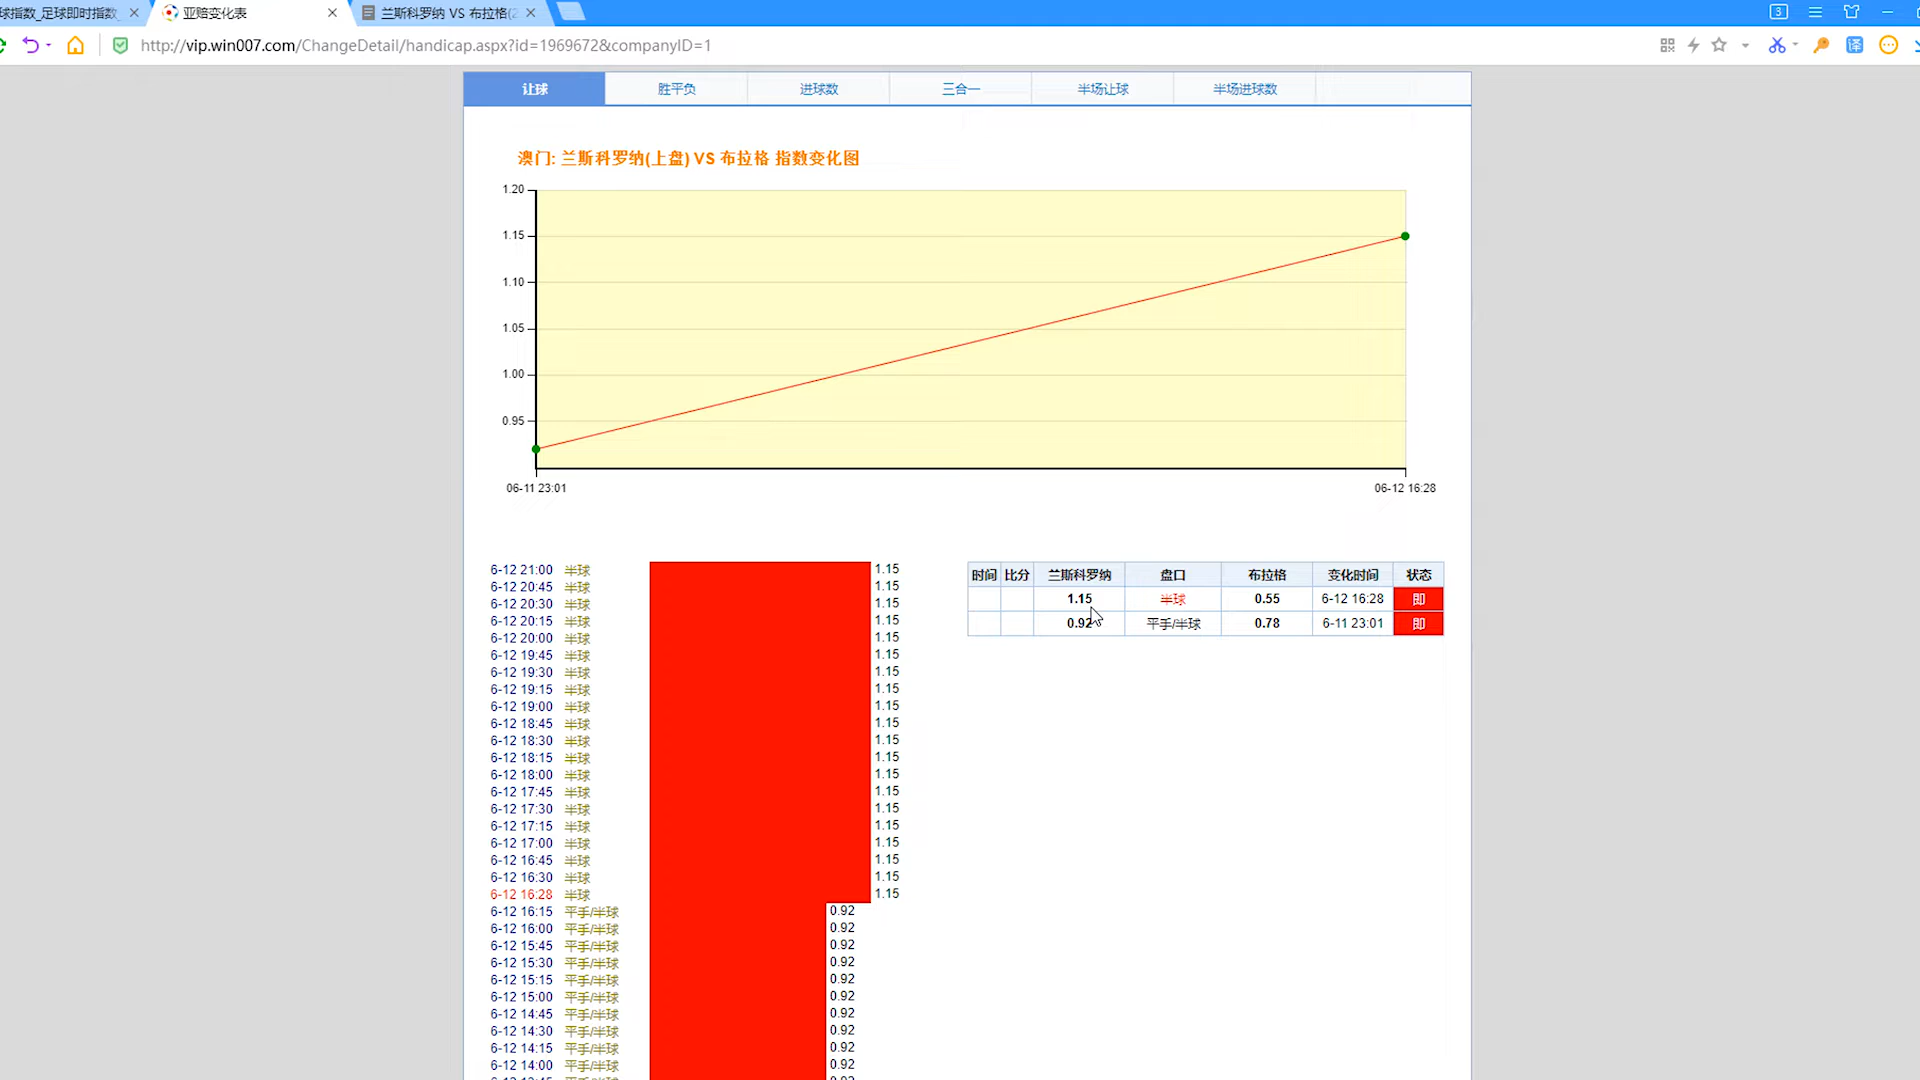 球指数_足球即时指数
亚赔变化表
兰斯科罗纳 VS 布拉格(2
3
http://vip.win007.com/ChangeDetail/handicap.aspx?id=1969672&companyID=1
译
让球 胜平负 进球数 三合一 半场让球 半场进球数
澳门: 兰斯科罗纳(上盘) VS 布拉格 指数变化图
1.20
1.15
1.10
1.05
1.00
0.95
06-11 23:01 06-12 16:28
6-12 21:00 半球 1.15
6-12 20:45 半球 1.15
6-12 20:30 半球 1.15
6-12 20:15 半球 1.15
6-12 20:00 半球 1.15
6-12 19:45 半球 1.15
6-12 19:30 半球 1.15
6-12 19:15 半球 1.15
6-12 19:00 半球 1.15
6-12 18:45 半球 1.15
6-12 18:30 半球 1.15
6-12 18:15 半球 1.15
6-12 18:00 半球 1.15
6-12 17:45 半球 1.15
6-12 17:30 半球 1.15
6-12 17:15 半球 1.15
6-12 17:00 半球 1.15
6-12 16:45 半球 1.15
6-12 16:30 半球 1.15
6-12 16:28 半球 1.15
6-12 16:15 平手/半球 0.92
6-12 16:00 平手/半球 0.92
6-12 15:45 平手/半球 0.92
6-12 15:30 平手/半球 0.92
6-12 15:15 平手/半球 0.92
6-12 15:00 平手/半球 0.92
6-12 14:45 平手/半球 0.92
6-12 14:30 平手/半球 0.92
6-12 14:15 平手/半球 0.92
6-12 14:00 平手/半球 0.92
时间 比分 兰斯科罗纳 盘口 布拉格 变化时间 状态
1.15 半球 0.55 6-12 16:28 即
0.92 平手/半球 0.78 6-11 23:01 即